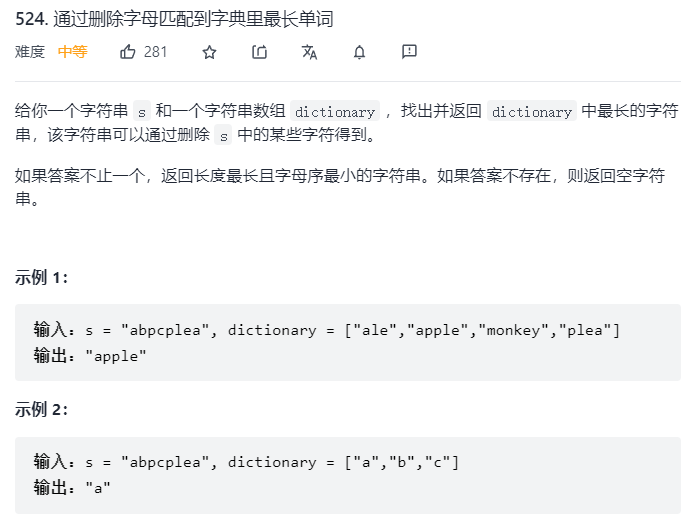 524. 通过删除字母匹配到字典里最长单词
难度 中等 281
给你一个字符串 s 和一个字符串数组 dictionary ，找出并返回 dictionary 中最长的字符
串，该字符串可以通过删除 s 中的某些字符得到。
如果答案不止一个，返回长度最长且字母序最小的字符串。如果答案不存在，则返回空字符
串。
示例 1：
输入：s = "abpcplea", dictionary = ["ale","apple","monkey","plea"]
输出："apple"
示例 2：
输入：s = "abpcplea", dictionary = ["a","b","c"]
输出："a"